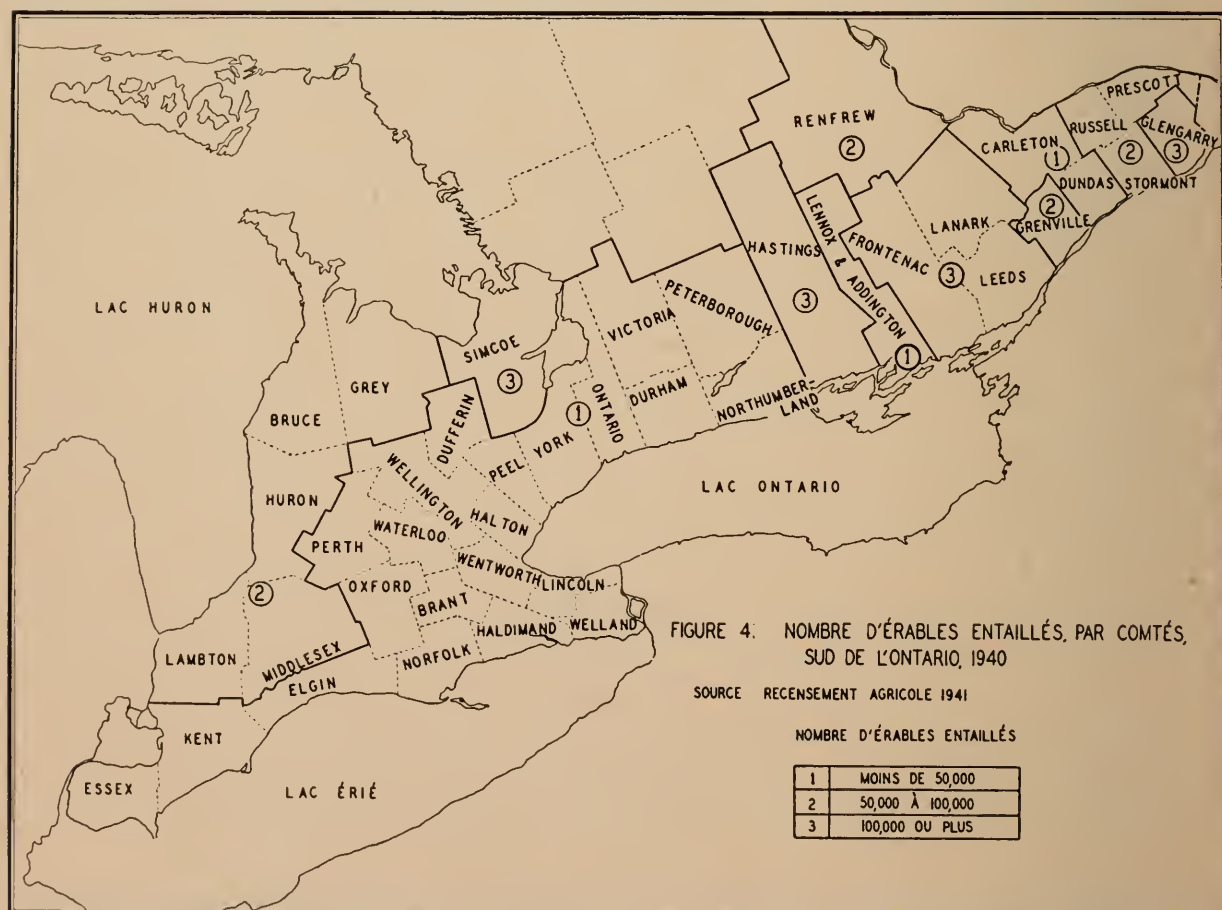 RENFREW
2
PRESCOTT
RUSSELL
GLENGARRY
CARLETON
1
2
3
DUNDAS
STORMONT
2
GRENVILLE
LANARK
LEEDS
FRONTENAC
3
LENNOX & ADDINGTON
1
HASTINGS
3
PETERBOROUGH
VICTORIA
DURHAM
NORTHUMBER-
LAND
ONTARIO
LAC HURON
SIMCOE
3
GREY
BRUCE
DUFFERIN
1
YORK
PEEL
LAC ONTARIO
HURON
WELLINGTON
HALTON
WATERLOO
PERTH
WENTWORTH
LINCOLN
OXFORD
BRANT
2
HALDIMAND
WELLAND
NORFOLK
LAMBTON
MIDDLESEX
ELGIN
KENT
ESSEX
LAC ÉRIÉ
FIGURE 4. NOMBRE D'ÉRABLES ENTAILLÉS, PAR COMTÉS,
SUD DE L'ONTARIO, 1940
SOURCE RECENSEMENT AGRICOLE 1941
NOMBRE D'ÉRABLES ENTAILLÉS
1 MOINS DE 50,000
2 50,000 À 100,000
3 100,000 OU PLUS